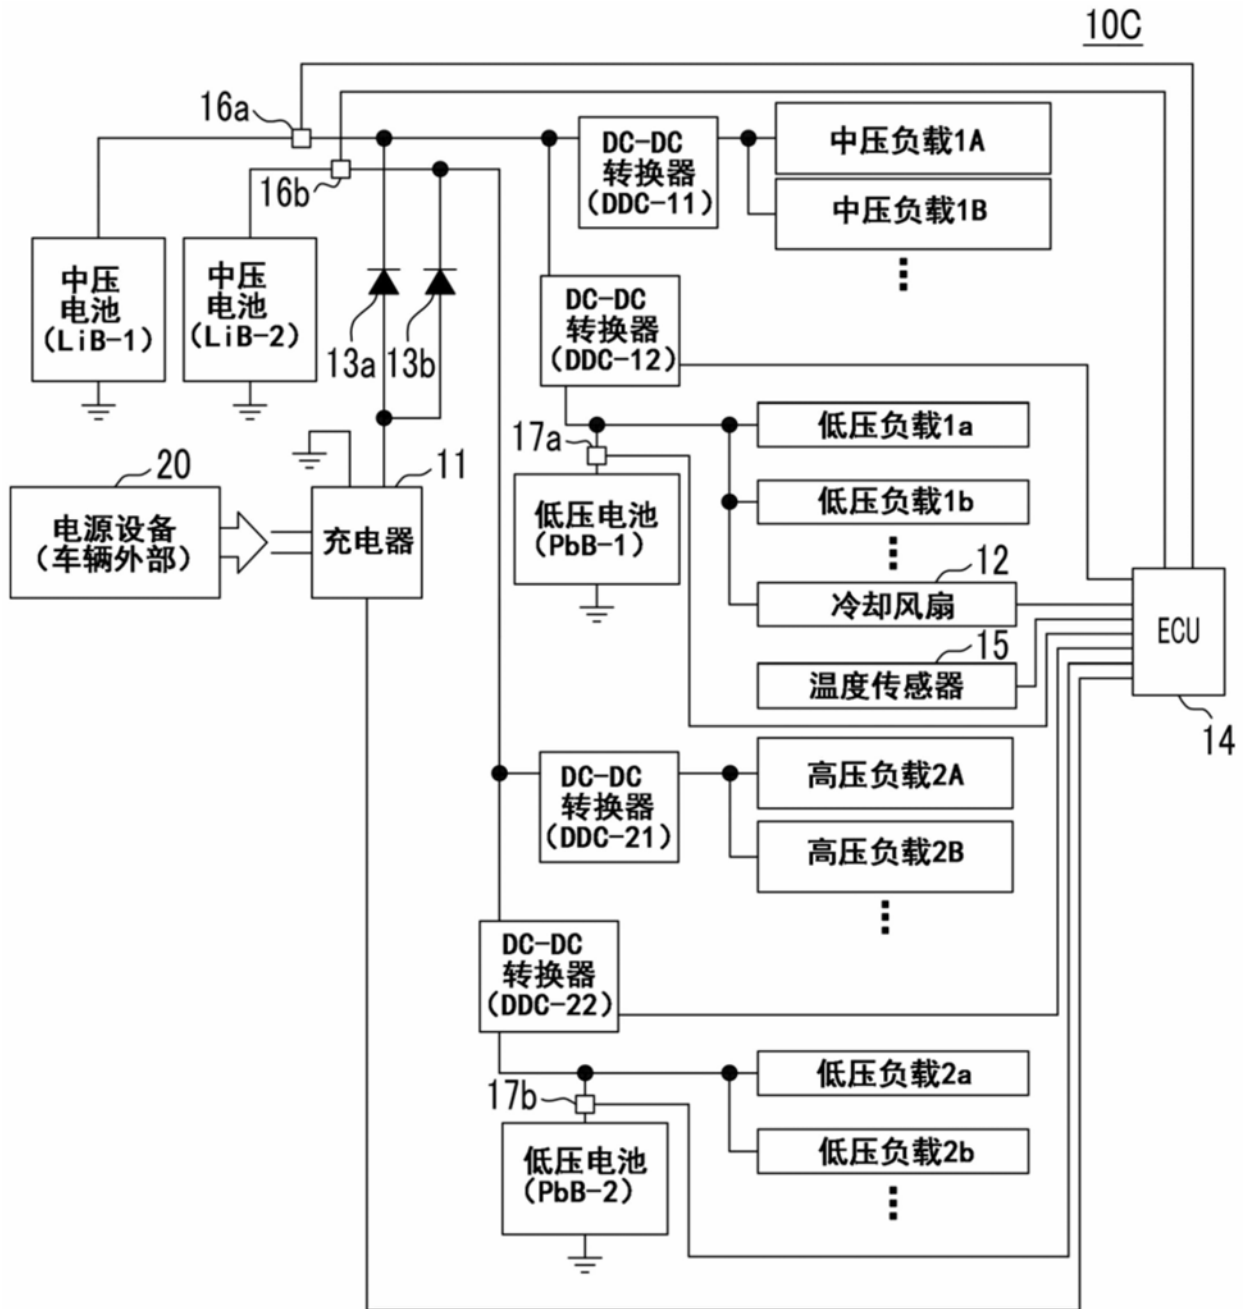 10C
16a
16b
DC-DC
转换器
(DDC-11)
中压负载1A
中压负载1B
中压
电池
(LiB-1)
中压
电池
(LiB-2)
13a
13b
DC-DC
转换器
(DDC-12)
17a
低压负载1a
低压负载1b
20
电源设备
(车辆外部)
11
充电器
低压电池
(PbB-1)
12
冷却风扇
15
温度传感器
ECU
14
DC-DC
转换器
(DDC-21)
高压负载2A
高压负载2B
DC-DC
转换器
(DDC-22)
17b
低压负载2a
低压负载2b
低压电池
(PbB-2)